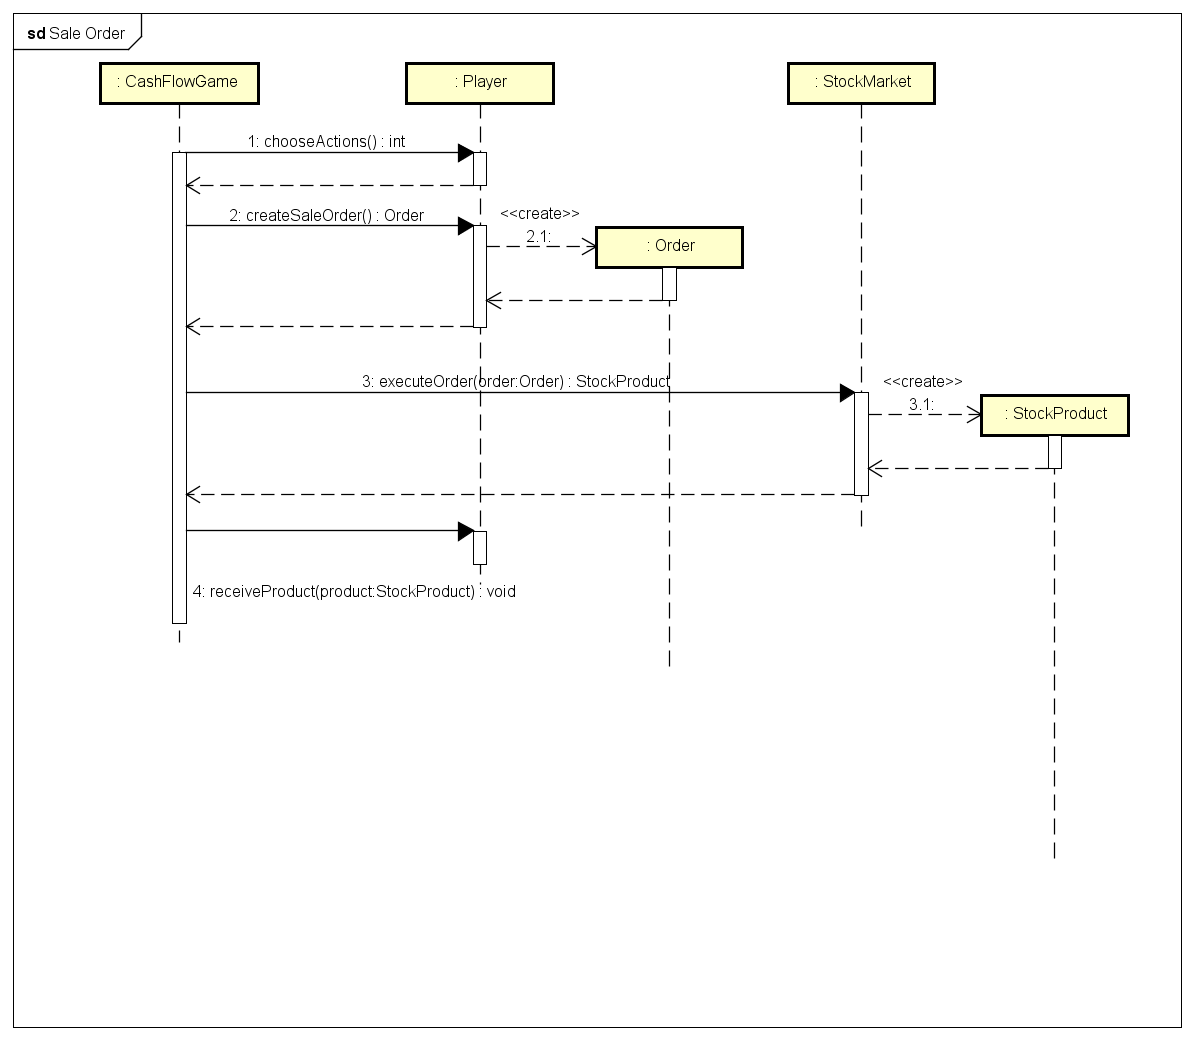 sd Sale Order
: CashFlowGame
: Player
: StockMarket
1: chooseActions() : int
2: createSaleOrder() : Order
<<create>>
2.1:
: Order
3: executeOrder(order:Order) : StockProduct
<<create>>
3.1:
: StockProduct
4: receiveProduct(product:StockProduct) : void